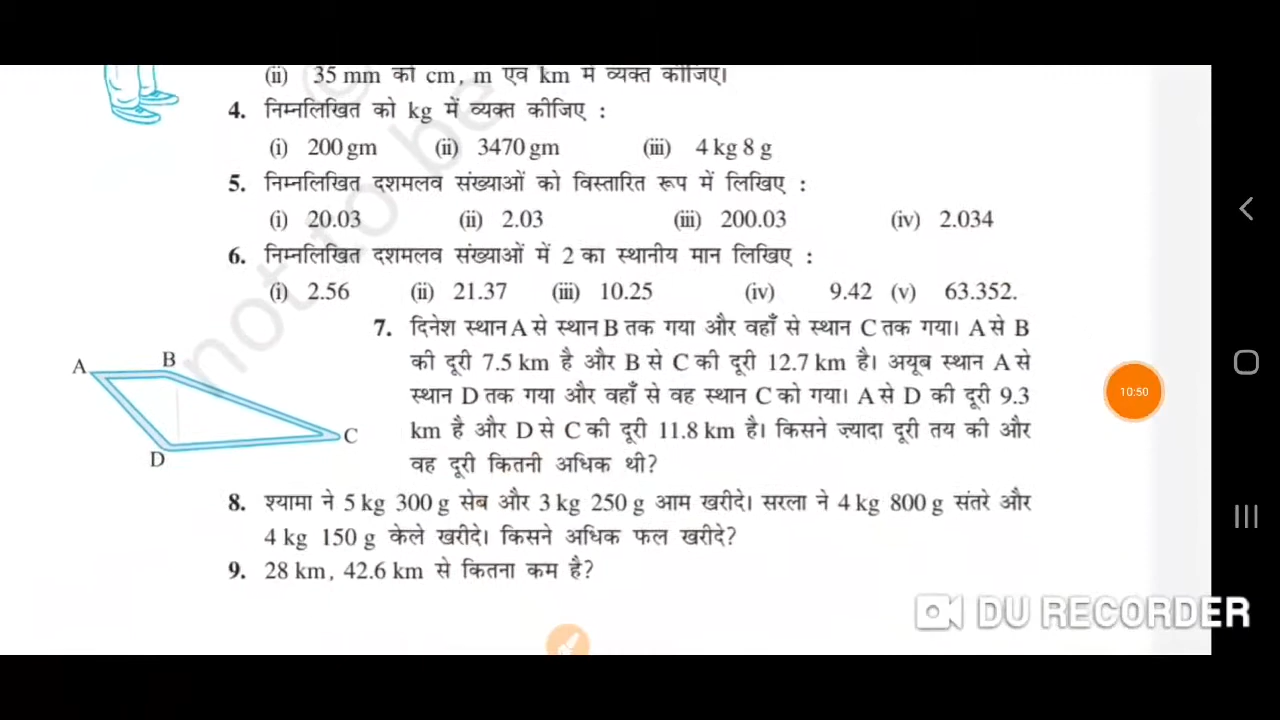 (ii) 35 mm को cm, m एवं km में व्यक्त कीजिए।
4. निम्नलिखित को kg में व्यक्त कीजिए :
(i) 200 gm (ii) 3470 gm (iii) 4 kg 8 g
5. निम्नलिखित दशमलव संख्याओं को विस्तारित रूप में लिखिए :
(i) 20.03 (ii) 2.03 (iii) 200.03 (iv) 2.034
6. निम्नलिखित दशमलव संख्याओं में 2 का स्थानीय मान लिखिए :
(i) 2.56 (ii) 21.37 (iii) 10.25 (iv) 9.42 (v) 63.352.
7. दिनेश स्थान A से स्थान B तक गया और वहाँ से स्थान C तक गया। A से B
की दूरी 7.5 km है और B से C की दूरी 12.7 km है। अयूब स्थान A से
स्थान D तक गया और वहाँ से वह स्थान C को गया। A से D की दूरी 9.3
km है और D से C की दूरी 11.8 km है। किसने ज़्यादा दूरी तय की और
वह दूरी कितनी अधिक थी?
A B
C
D
8. श्यामा ने 5 kg 300 g सेब और 3 kg 250 g आम खरीदे। सरला ने 4 kg 800 g संतरे और
4 kg 150 g केले खरीदे। किसने अधिक फल खरीदे?
9. 28 km, 42.6 km से कितना कम है?
not to be
10:50
DU RECORDER